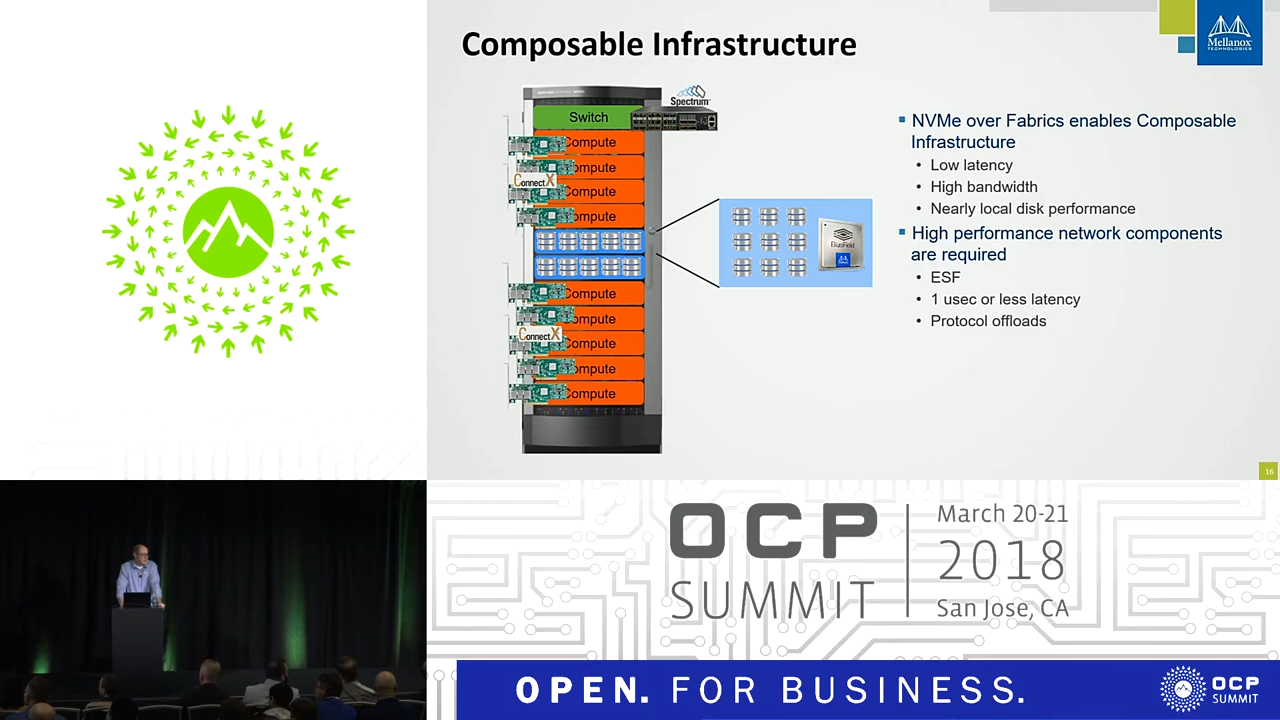 Composable Infrastructure
Mellanox
TECHNOLOGIES
Spectrum
Switch
Compute
Compute
ConnectX
Compute
Compute
BlueField
Compute
Compute
ConnectX
Compute
Compute
Compute
NVMe over Fabrics enables Composable
Infrastructure
• Low latency
• High bandwidth
• Nearly local disk performance
High performance network components
are required
• ESF
• 1 usec or less latency
• Protocol offloads
16
OCP
SUMMIT
March 20-21
2018
San Jose, CA
OPEN. FOR BUSINESS.
OCP
SUMMIT